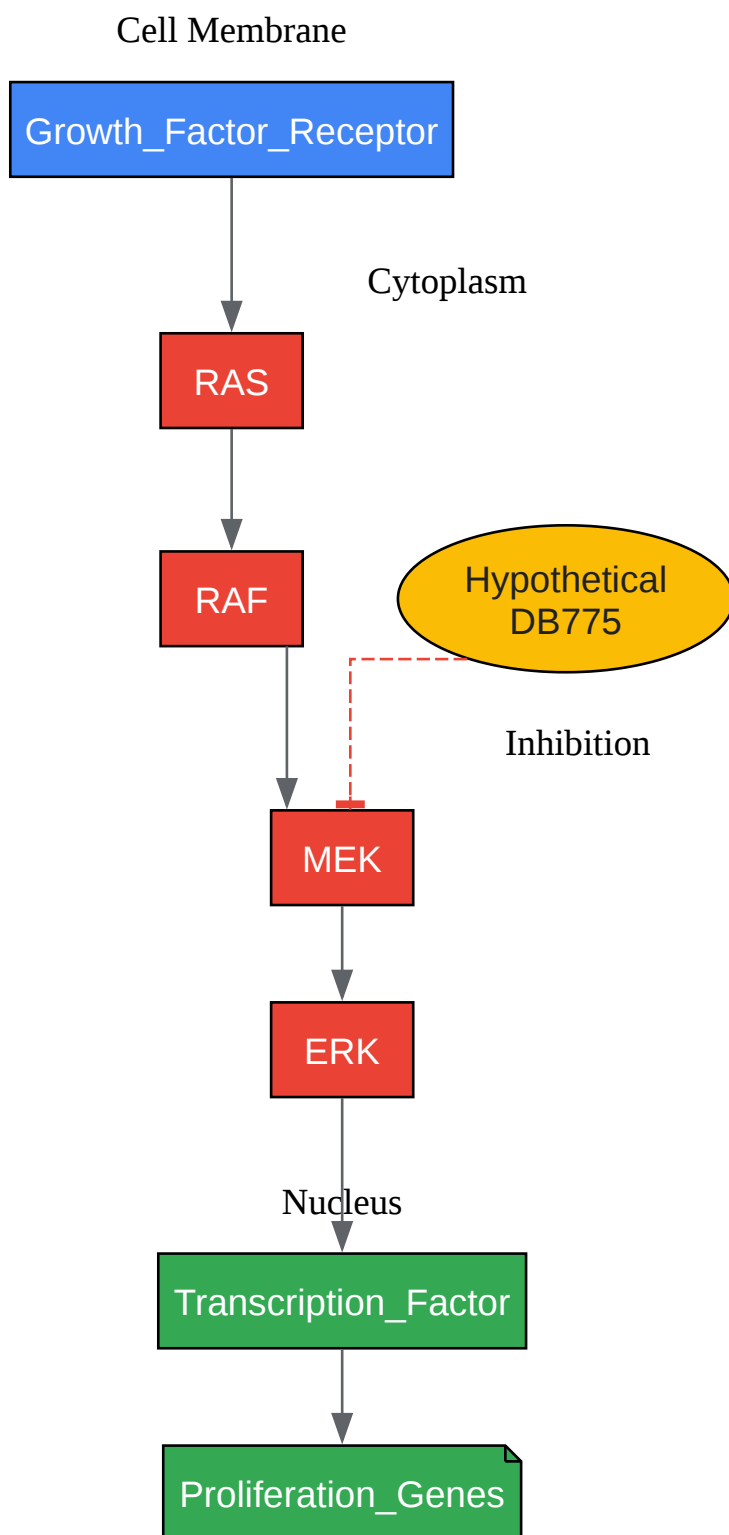 Cell Membrane
Growth_Factor_Receptor
Cytoplasm
RAS
RAF
Hypothetical
DB775
Inhibition
MEK
ERK
Nucleus
Transcription_Factor
Proliferation_Genes